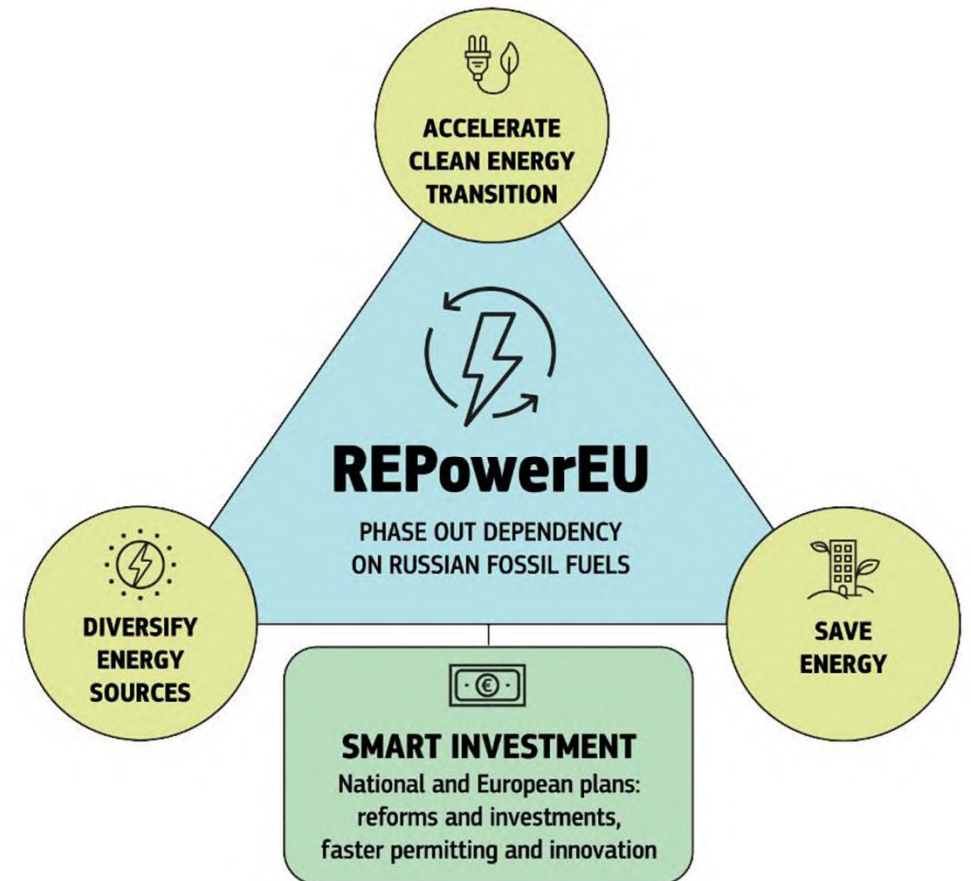 ACCELERATE
CLEAN ENERGY
TRANSITION
REPowerEU
PHASE OUT DEPENDENCY
ON RUSSIAN FOSSIL FUELS
DIVERSIFY
ENERGY
SOURCES
SAVE
ENERGY
€
SMART INVESTMENT
National and European plans:
reforms and investments,
faster permitting and innovation